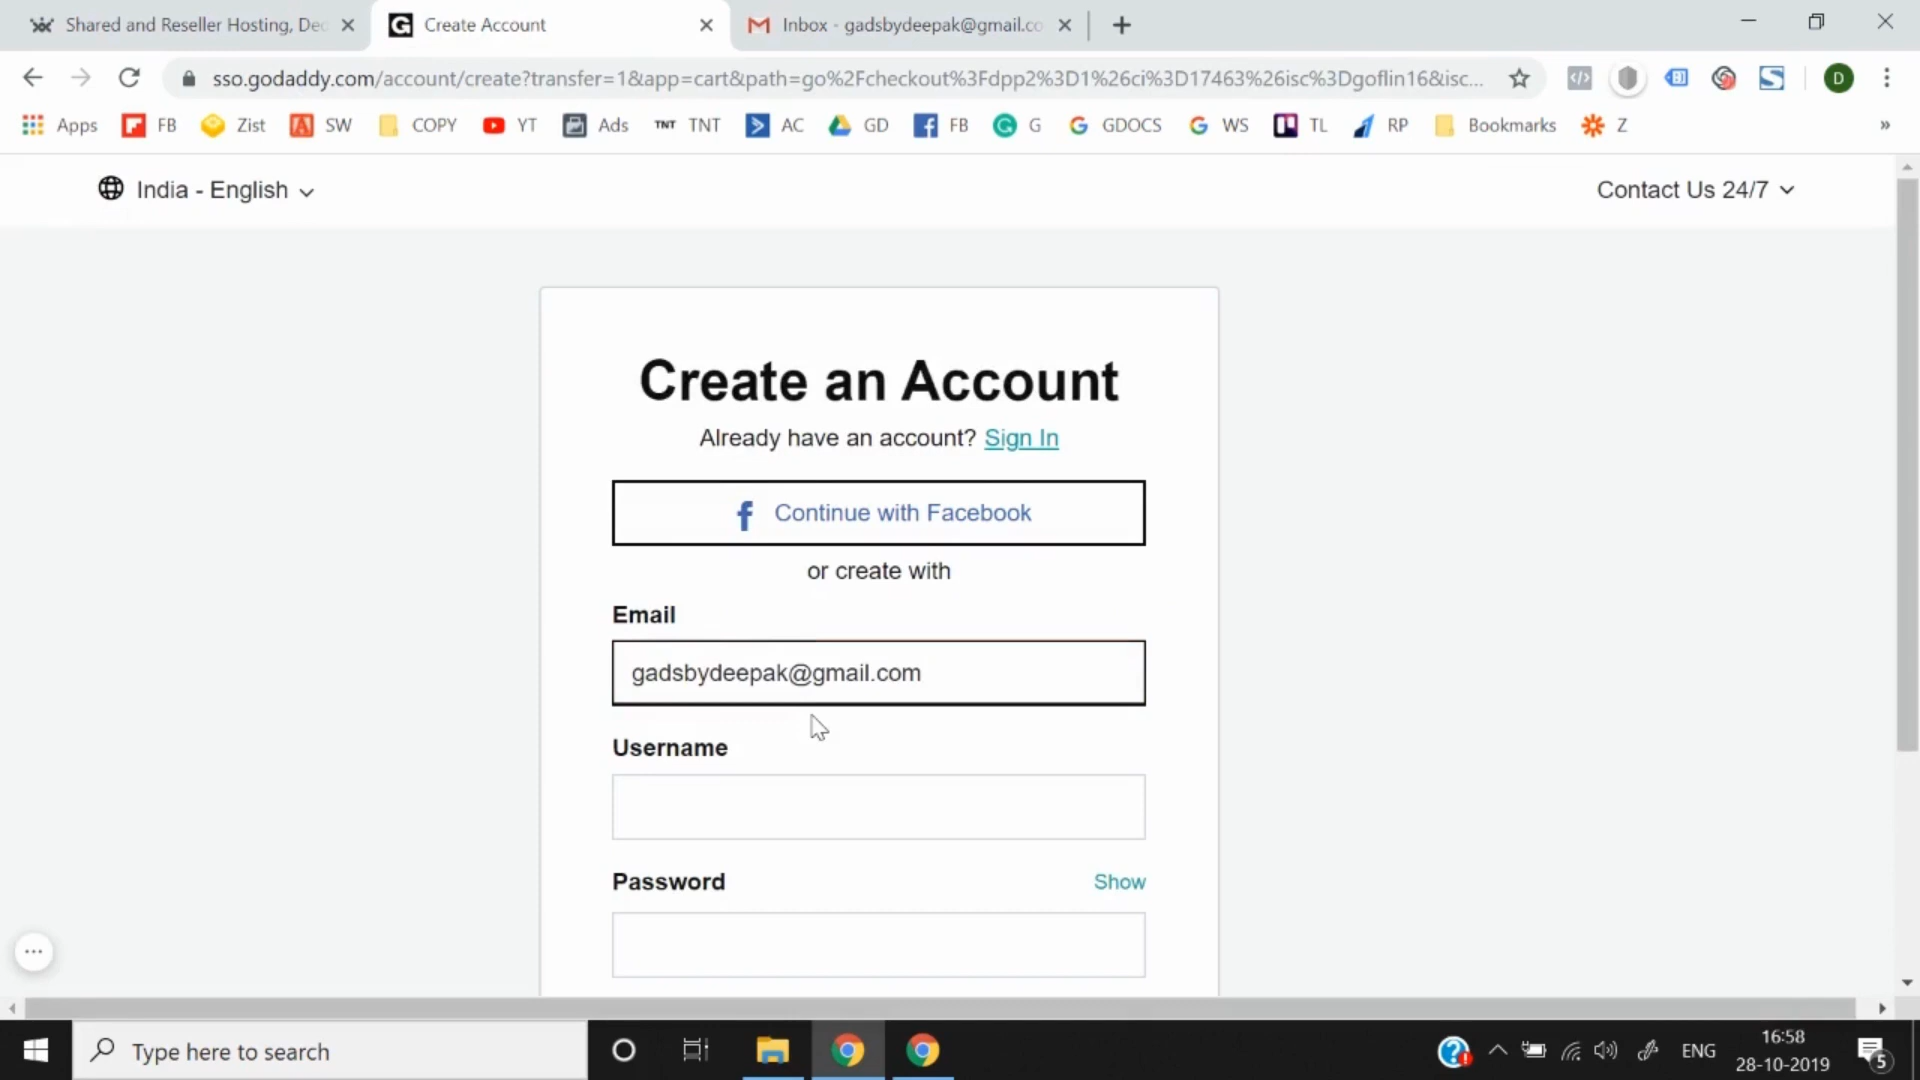 Shared and Reseller Hosting, Dec
Create Account
Inbox - gadsbydeepak@gmail.co
sso.godaddy.com/account/create?transfer=1&app=cart&path=go%2Fcheckout%3Fdpp2%3D1%26ci%3D17463%26isc%3Dgoflin16&isc...
D
Apps FB Zist SW COPY YT Ads TNT TNT AC GD FB G GDOCS WS TL RP Bookmarks Z »
India - English
Contact Us 24/7
Create an Account
Already have an account? Sign In
Continue with Facebook
or create with
Email
gadsbydeepak@gmail.com
Username
Password
Show
Type here to search
ENG
16:58
28-10-2019
5